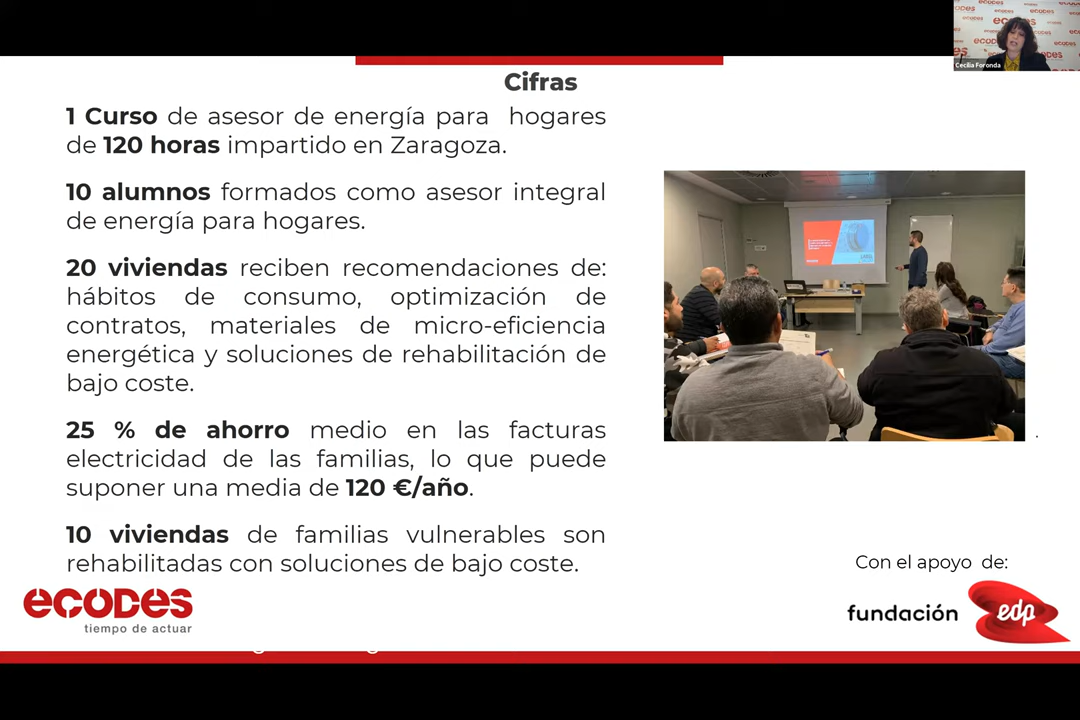 Cecilia Foronda
Cifras
1 Curso de asesor de energía para hogares
de 120 horas impartido en Zaragoza.
10 alumnos formados como asesor integral
de energía para hogares.
20 viviendas reciben recomendaciones de:
hábitos de consumo, optimización de
contratos, materiales de micro-eficiencia
energética y soluciones de rehabilitación de
bajo coste.
25 % de ahorro medio en las facturas
electricidad de las familias, lo que puede
suponer una media de 120 €/año.
10 viviendas de familias vulnerables son
rehabilitadas con soluciones de bajo coste.
Con el apoyo de:
ecodes
tiempo de actuar
fundación edp